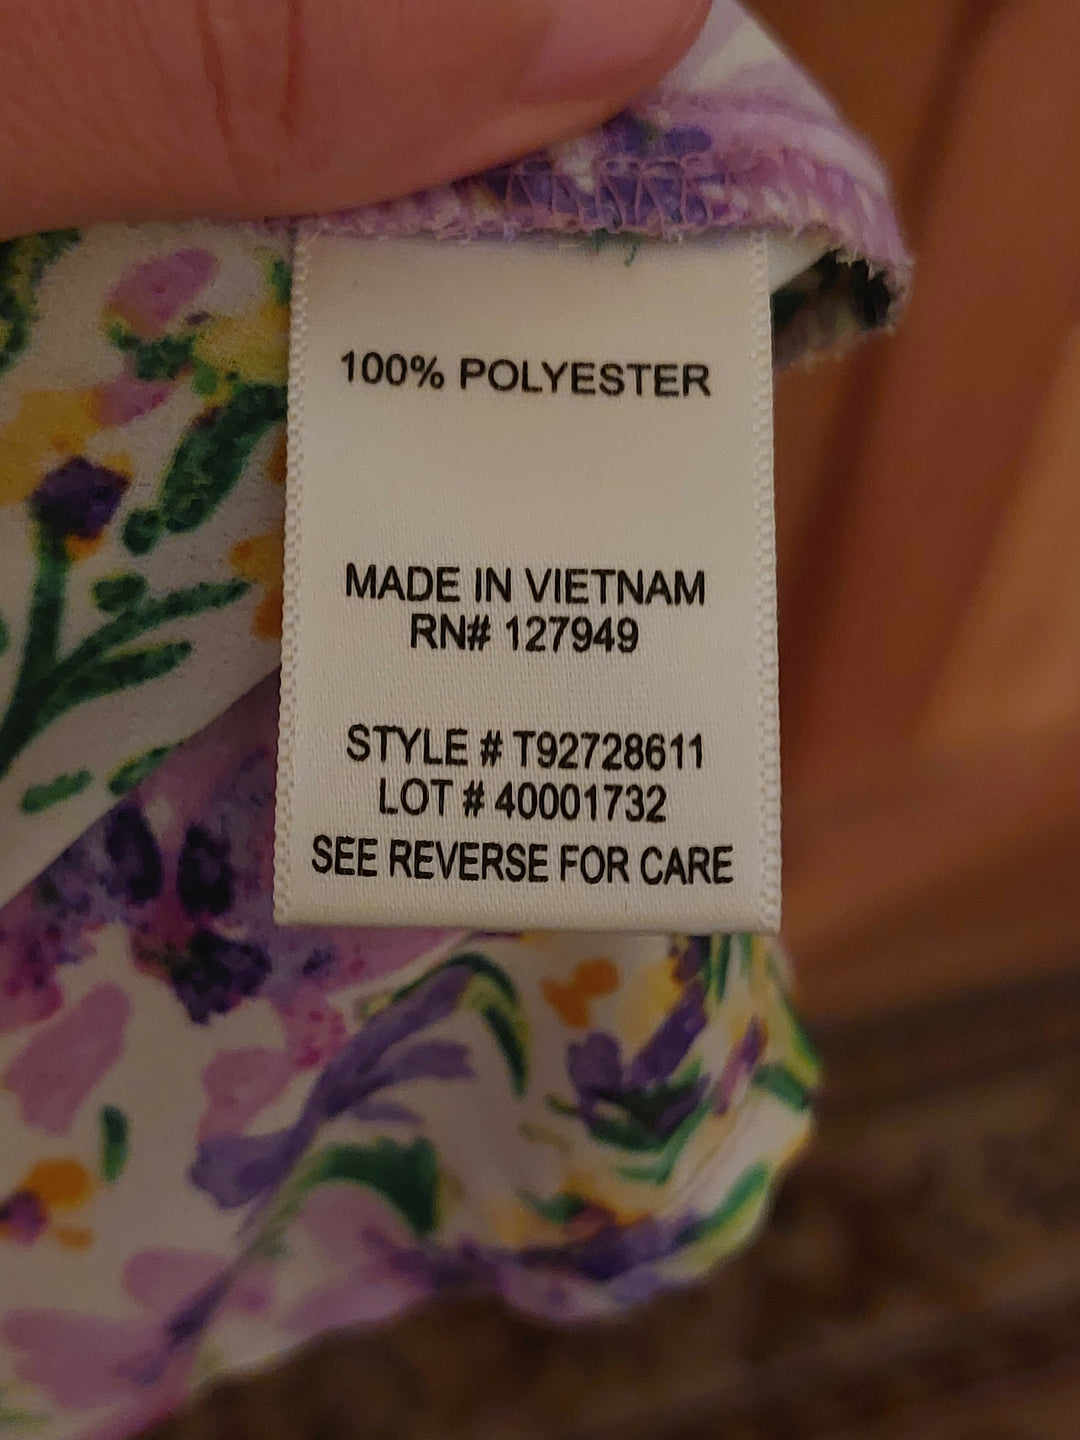 100% POLYESTER
MADE IN VIETNAM
RN# 127949
STYLE # T92728611
LOT # 40001732
SEE REVERSE FOR CARE